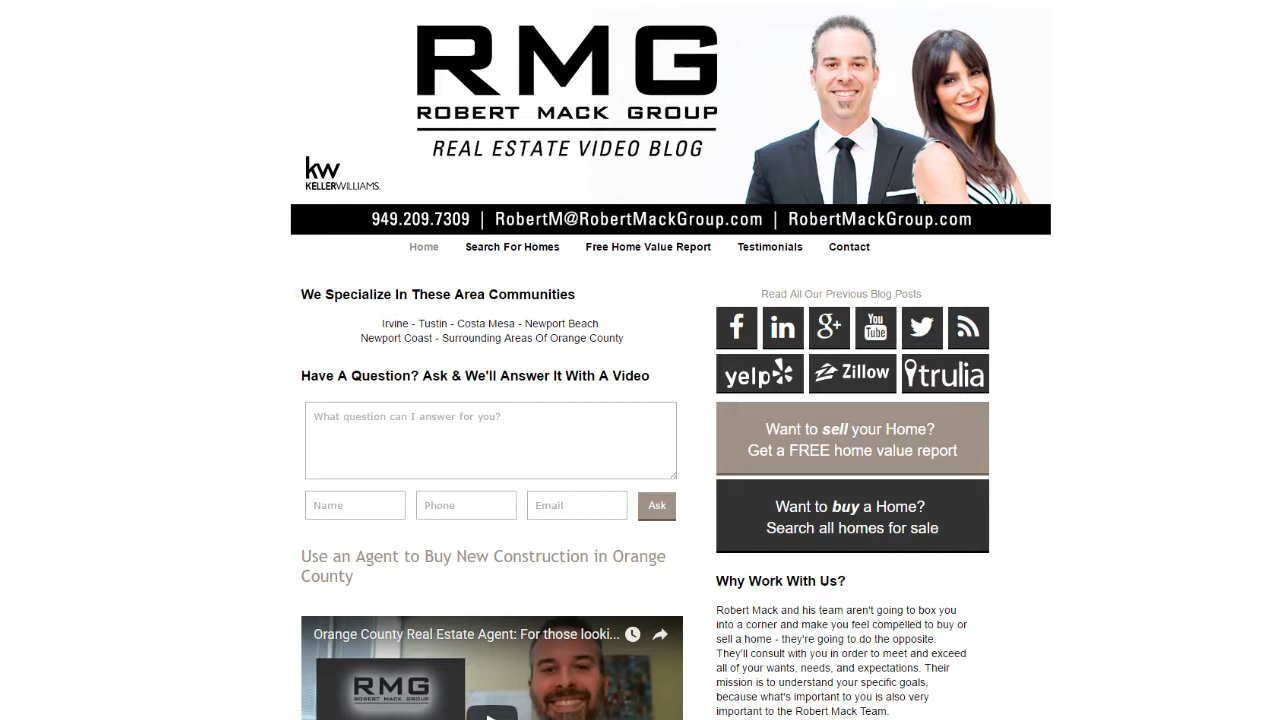 RMG
ROBERT MACK GROUP
REAL ESTATE VIDEO BLOG
kw
KELLERWILLIAMS.
949.209.7309 | RobertM@RobertMackGroup.com | RobertMackGroup.com
Home Search For Homes Free Home Value Report Testimonials Contact
We Specialize In These Area Communities
Irvine - Tustin - Costa Mesa - Newport Beach
Newport Coast - Surrounding Areas Of Orange County
Have A Question? Ask & We'll Answer It With A Video
What question can I answer for you?
Name Phone Email Ask
Use an Agent to Buy New Construction in Orange
County
Orange County Real Estate Agent: For those looki...
RMG
ROBERT MACK GROUP
Read All Our Previous Blog Posts
f in g+ You Tube
yelp Zillow trulia
Want to sell your Home?
Get a FREE home value report
Want to buy a Home?
Search all homes for sale
Why Work With Us?
Robert Mack and his team aren't going to box you
into a corner and make you feel compelled to buy or
sell a home - they're going to do the opposite.
They'll consult with you in order to meet and exceed
all of your wants, needs, and expectations. Their
mission is to understand your specific goals,
because what's important to you is also very
important to the Robert Mack Team.